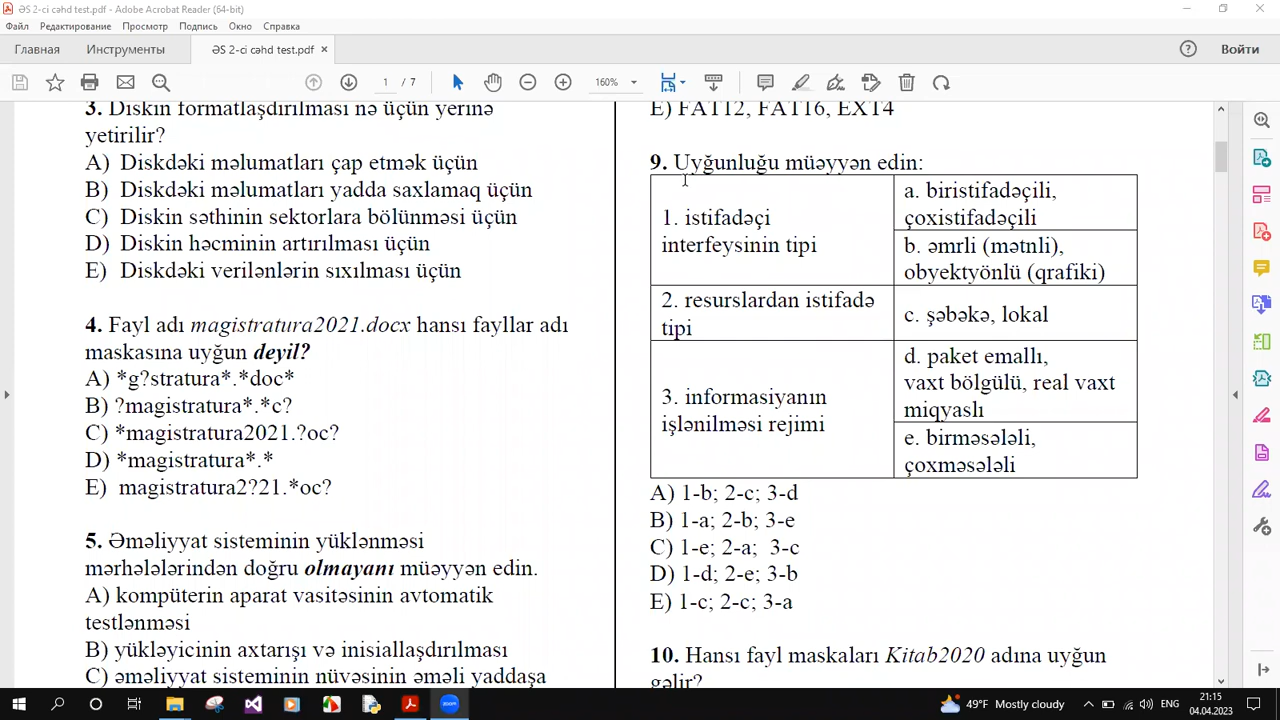 ƏS 2-ci cəhd test.pdf - Adobe Acrobat Reader (64-bit)
Файл Редактирование Просмотр Подпись Окно Справка
Главная Инструменты ƏS 2-ci cəhd test.pdf × Войти
1 / 7 160%
3. Diskin formatlaşdırılması nə üçün yerinə
yetirilir?
A) Diskdəki məlumatları çap etmək üçün
B) Diskdəki məlumatları yadda saxlamaq üçün
C) Diskin səthinin sektorlara bölünməsi üçün
D) Diskin həcminin artırılması üçün
E) Diskdəki verilənlərin sıxılması üçün
4. Fayl adı magistratura2021.docx hansı fayllar adı
maskasına uyğun deyil?
A) *g?stratura*.*doc*
B) ?magistratura*.*c?
C) *magistratura2021.?oc?
D) *magistratura*.*
E) magistratura2?21.*oc?
5. Əməliyyat sisteminin yüklənməsi
mərhələlərindən doğru olmayanı müəyyən edin.
A) kompüterin aparat vasitəsinin avtomatik
testlənməsi
B) yükləyicinin axtarışı və inisiallaşdırılması
C) əməliyyat sisteminin nüvəsinin əməli yaddaşa
E) FAT12, FAT16, EXT4
9. Uyğunluğu müəyyən edin:
1. istifadəçi
interfeysinin tipi
a. biristifadəçili,
çoxistifadəçili
b. əmrli (mətnli),
obyektyönlü (qrafiki)
2. resurslardan istifadə
tipi
c. şəbəkə, lokal
3. informasiyanın
işlənilməsi rejimi
d. paket emallı,
vaxt bölgülü, real vaxt
miqyaslı
e. birməsələli,
çoxməsələli
A) 1-b; 2-c; 3-d
B) 1-a; 2-b; 3-e
C) 1-e; 2-a; 3-c
D) 1-d; 2-e; 3-b
E) 1-c; 2-c; 3-a
10. Hansı fayl maskaları Kitab2020 adına uyğun
gəlir?
zoom
49°F Mostly cloudy ENG 21:15
04.04.2023